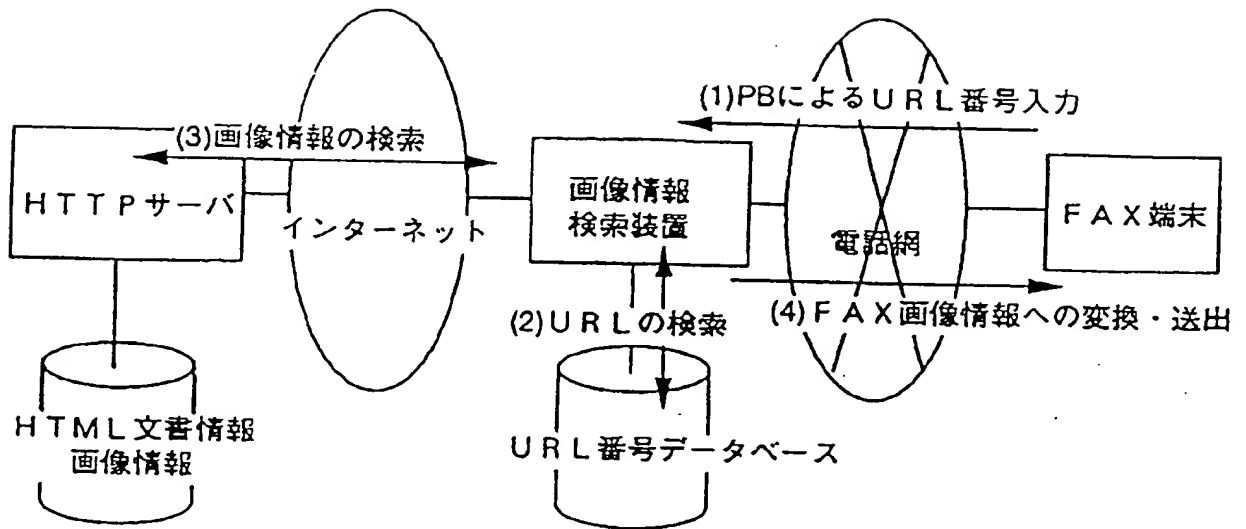 (1)PBによるＵＲＬ番号入力
(3)画像情報の検索
ＨＴＴＰサーバ
インターネット
画像情報
検索装置
電話網
ＦＡＸ端末
(2)ＵＲＬの検索
(4)ＦＡＸ画像情報への変換・送出
ＨＴＭＬ文書情報
画像情報
ＵＲＬ番号データベース